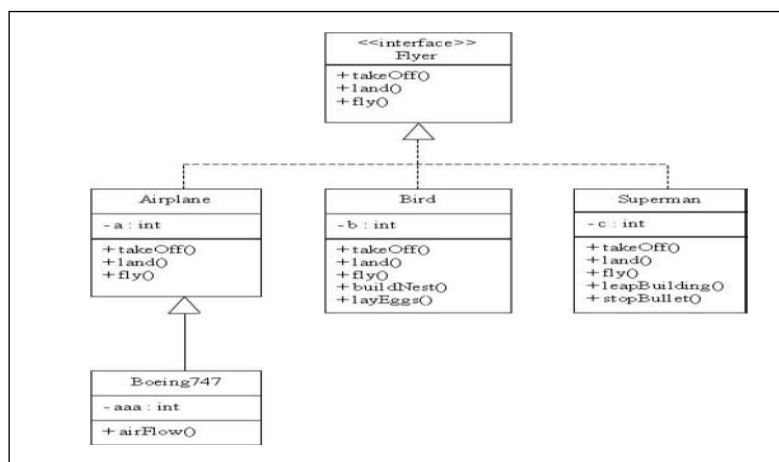 <<interface>>
Flyer
+takeOff()
+land()
+fly()
Airplane
-a : int
+takeOff()
+land()
+fly()
Bird
-b : int
+takeOff()
+land()
+fly()
+buildNest()
+layEggs()
Superman
-c : int
+takeOff()
+land()
+fly()
+leapBuilding()
+stopBullet()
Boeing747
-aaa : int
+airFlow()